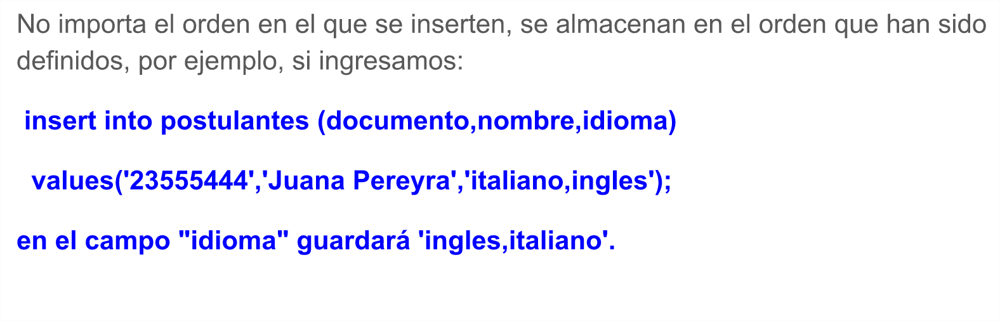 No importa el orden en el que se inserten, se almacenan en el orden que han sido
definidos, por ejemplo, si ingresamos:
insert into postulantes (documento,nombre,idioma)
values('23555444','Juana Pereyra','italiano,ingles');
en el campo "idioma" guardará 'ingles,italiano'.